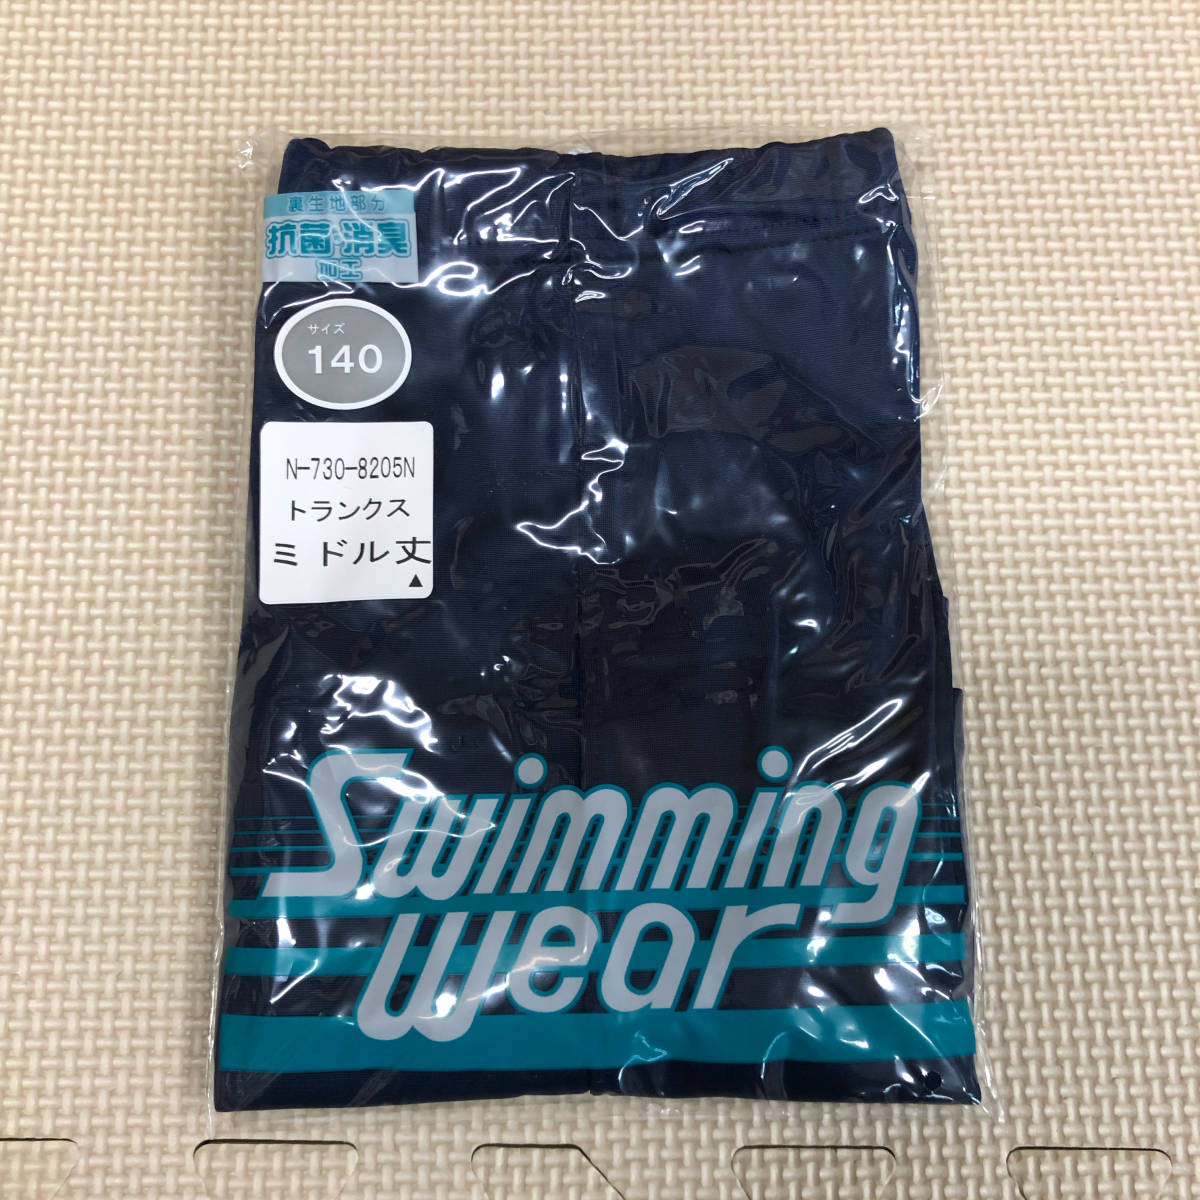 裏生地部分
抗菌・消臭
加工
サイズ
140
N-730-8205N
トランクス
ミドル丈
▲
Swimming
Wear